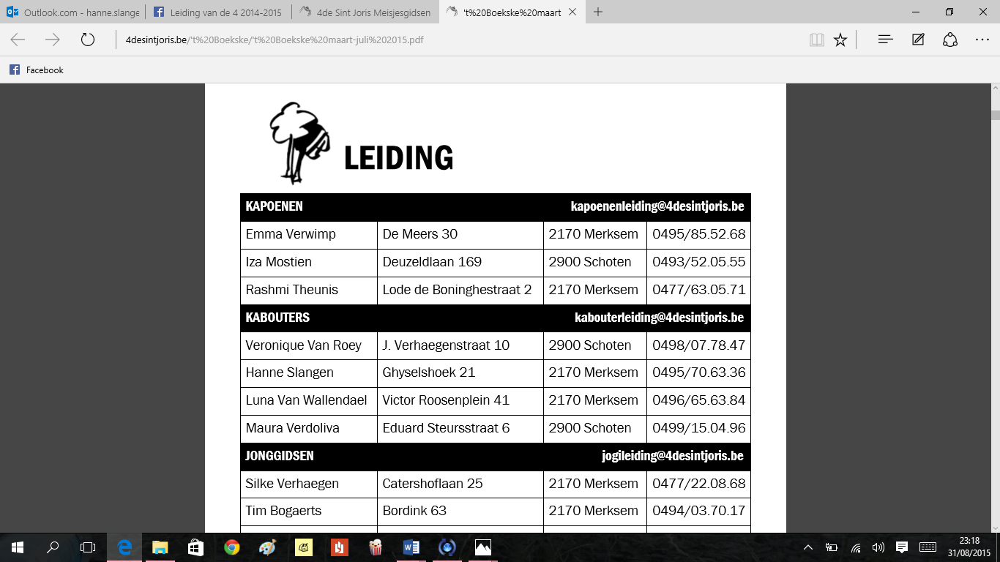 Outlook.com - hanne.slange
Leiding van de 4 2014-2015
4de Sint Joris Meisjesgidsen
't%20Boekske%20maart
4desintjoris.be/'t%20Boekske/'t%20Boekske%20maart-juli%202015.pdf
Facebook
LEIDING
KAPOENEN kapoenenleiding@4desintjoris.be
Emma Verwimp De Meers 30 2170 Merksem 0495/85.52.68
Iza Mostien Deuzeldlaan 169 2900 Schoten 0493/52.05.55
Rashmi Theunis Lode de Boninghestraat 2 2170 Merksem 0477/63.05.71
KABOUTERS kabouterleiding@4desintjoris.be
Veronique Van Roey J. Verhaegenstraat 10 2900 Schoten 0498/07.78.47
Hanne Slangen Ghyselshoek 21 2170 Merksem 0495/70.63.36
Luna Van Wallendael Victor Roosenplein 41 2170 Merksem 0496/65.63.84
Maura Verdoliva Eduard Steursstraat 6 2900 Schoten 0499/15.04.96
JONGGIDSEN jogileiding@4desintjoris.be
Silke Verhaegen Catershoflaan 25 2170 Merksem 0477/22.08.68
Tim Bogaerts Bordink 63 2170 Merksem 0494/03.70.17
23:18
31/08/2015